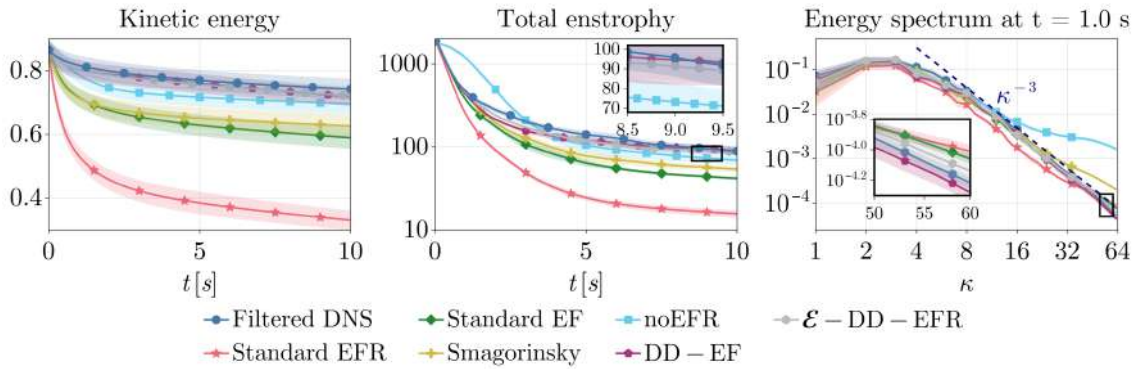 Kinetic energy
Total enstrophy
Energy spectrum at t = 1.0 s
0.8
0.6
0.4
0
5
10
t[s]
1000
100
10
0
5
10
t[s]
100
90
80
70
8.5
9.0
9.5
10⁻¹
10⁻²
10⁻³
10⁻⁴
κ⁻³
10⁻³·⁸
10⁻⁴·⁰
10⁻⁴·²
50
55
60
1
2
4
8
16
32
64
κ
Filtered DNS
Standard EF
noEFR
ℰ − DD − EFR
Standard EFR
Smagorinsky
DD − EF